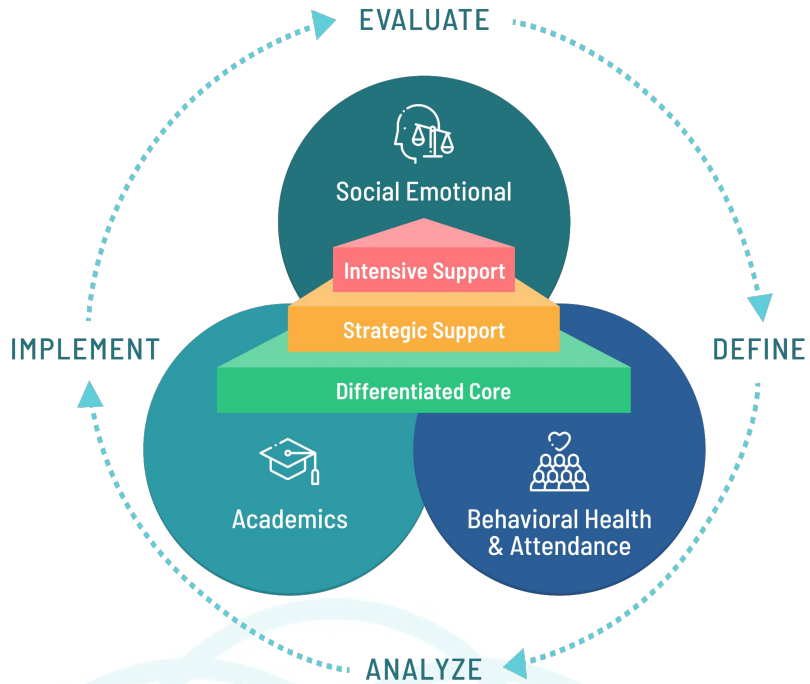 EVALUATE
Social Emotional
Intensive Support
Strategic Support
IMPLEMENT
DEFINE
Differentiated Core
Academics
Behavioral Health
& Attendance
ANALYZE